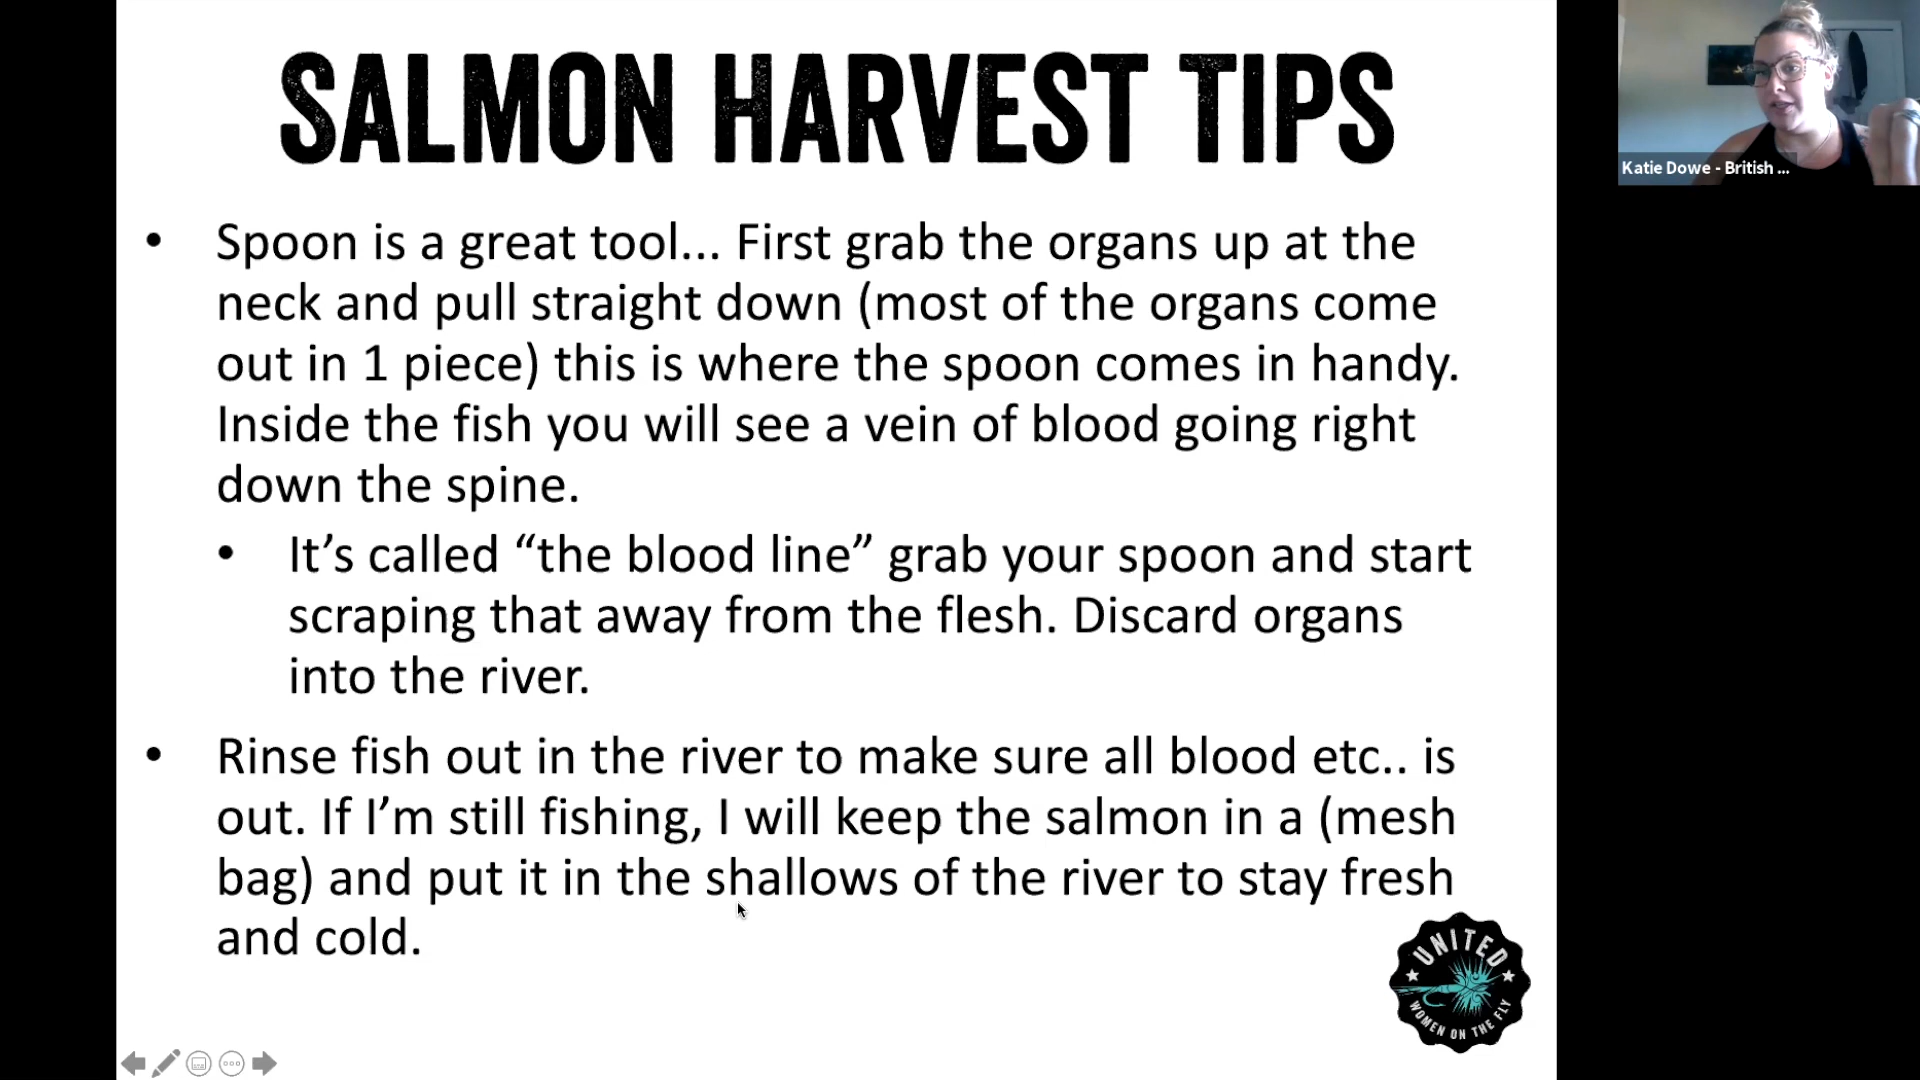 SALMON HARVEST TIPS
Katie Dowe - British ...
• Spoon is a great tool... First grab the organs up at the
neck and pull straight down (most of the organs come
out in 1 piece) this is where the spoon comes in handy.
Inside the fish you will see a vein of blood going right
down the spine.
• It’s called “the blood line” grab your spoon and start
scraping that away from the flesh. Discard organs
into the river.
• Rinse fish out in the river to make sure all blood etc.. is
out. If I’m still fishing, I will keep the salmon in a (mesh
bag) and put it in the shallows of the river to stay fresh
and cold.
UNITED
WOMEN ON THE FLY